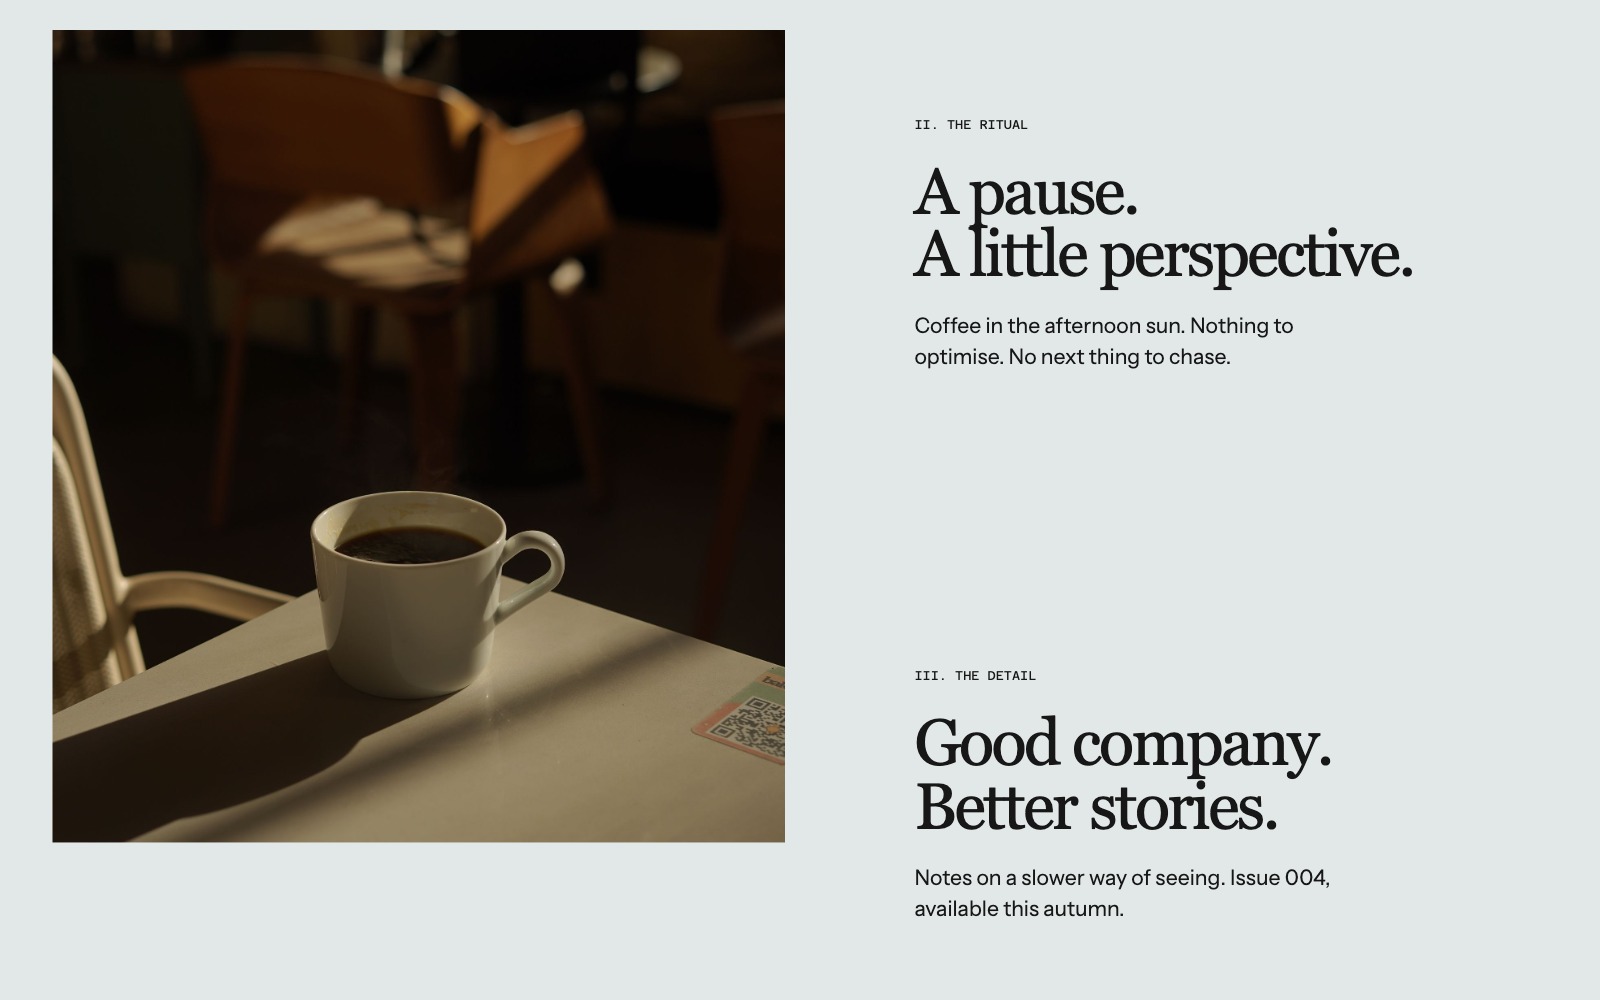 II. THE RITUAL
A pause.
A little perspective.
Coffee in the afternoon sun. Nothing to
optimise. No next thing to chase.
III. THE DETAIL
Good company.
Better stories.
Notes on a slower way of seeing. Issue 004,
available this autumn.